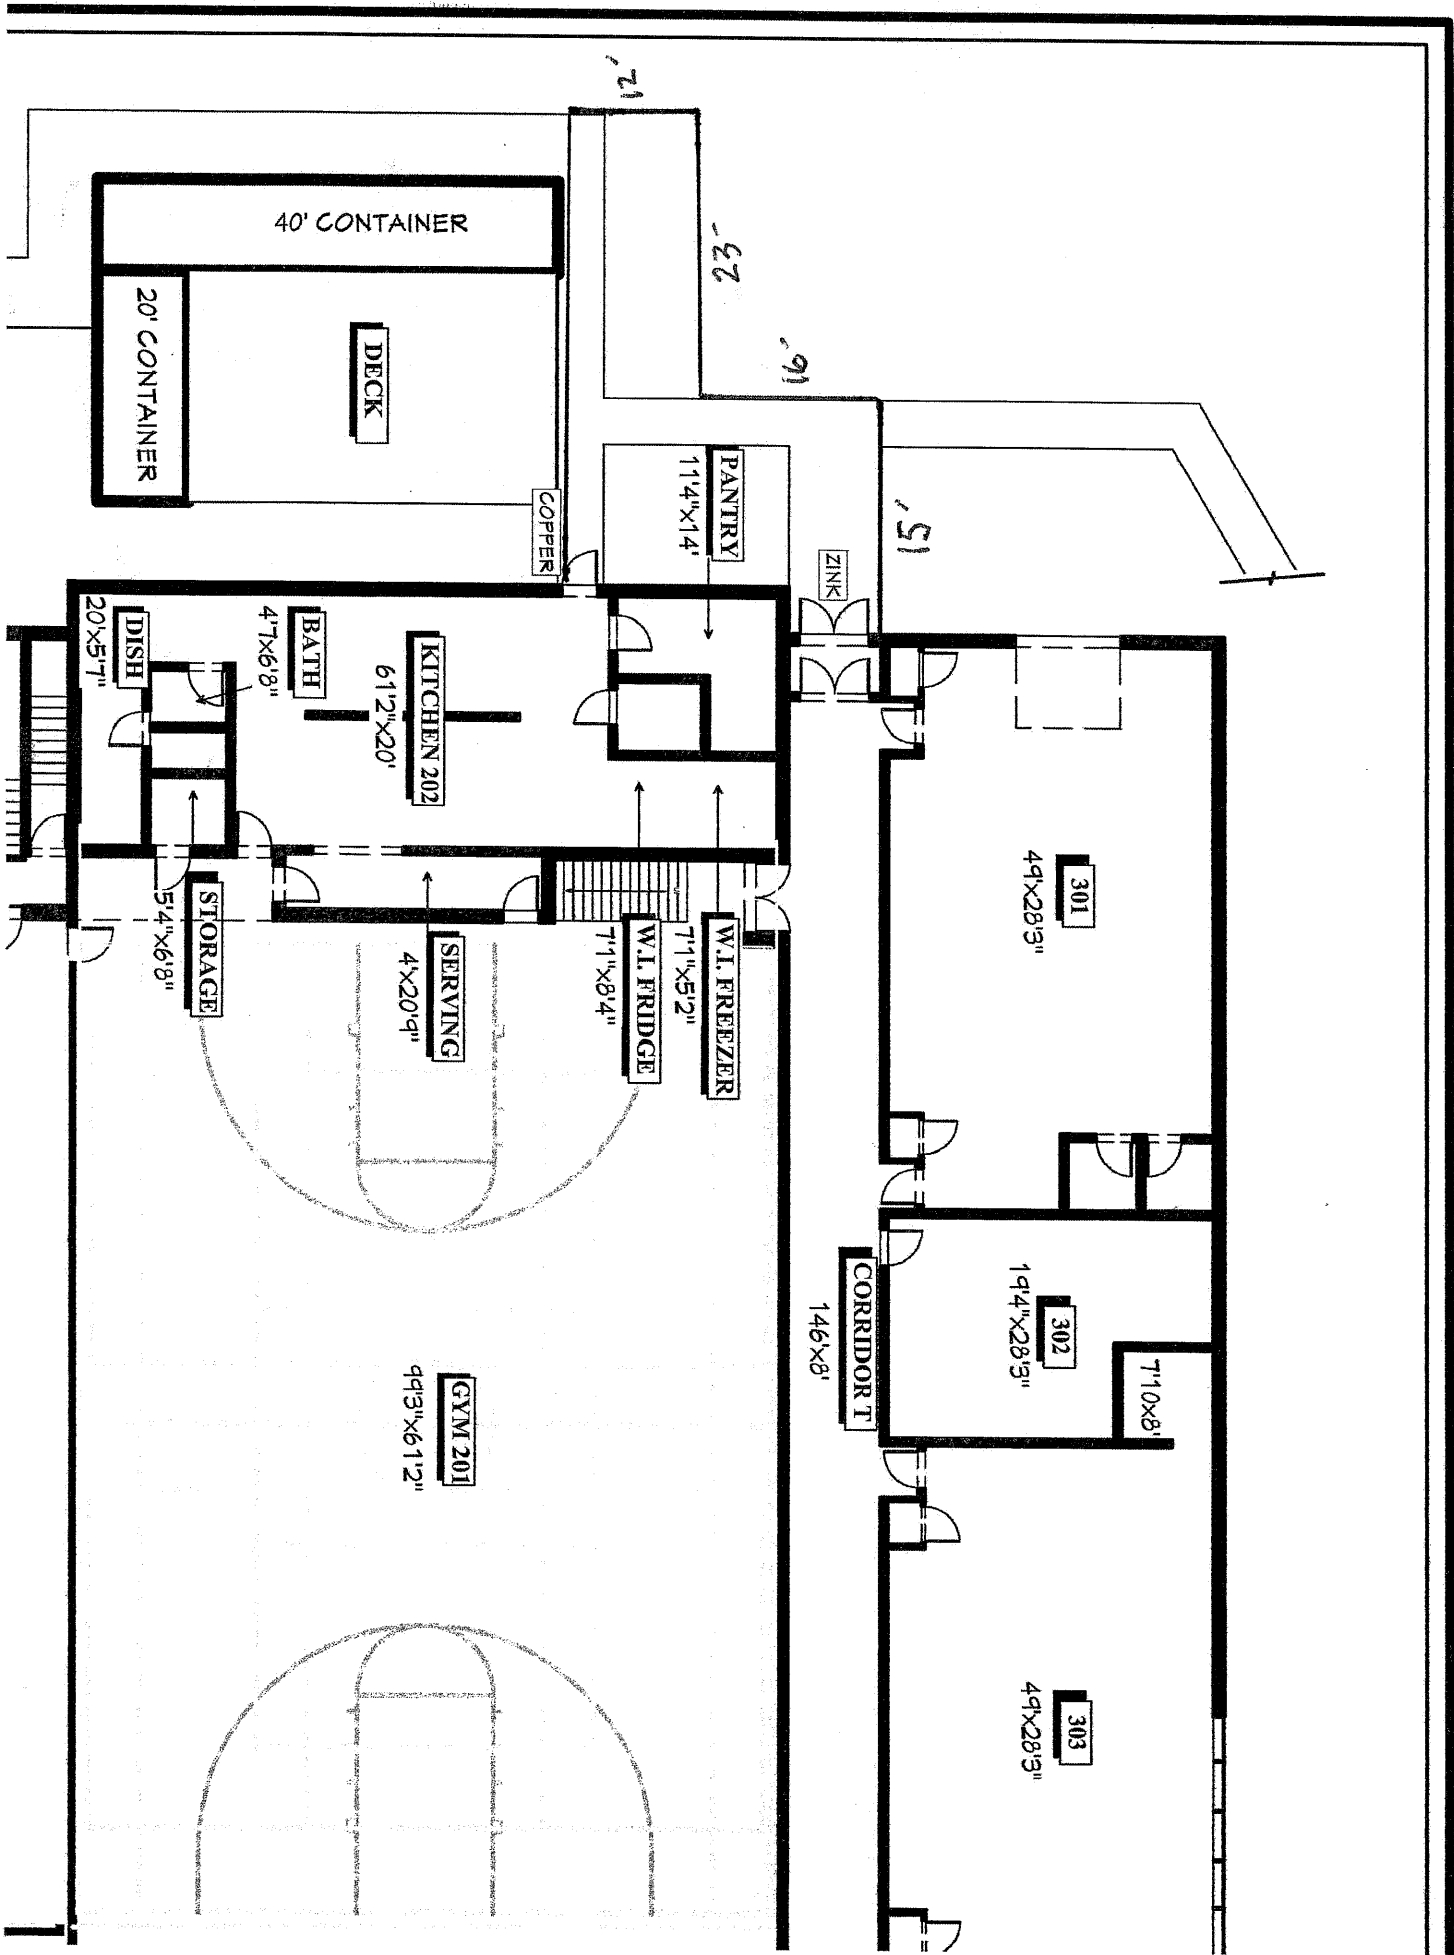 12'
23'
16'
15'
40' CONTAINER
20' CONTAINER
DECK
COPPER
PANTRY
11'4"x14'
ZINK
DISH
20'x5'7"
BATH
4'7x6'8"
KITCHEN 202
61'2"x20'
STORAGE
5'4"x6'8"
SERVING
4'x20'9"
W.I. FRIDGE
7'1"x8'4"
W.I. FREEZER
7'1"x5'2"
301
49'x28'3"
302
19'4"x28'3"
7'10x8'
CORRIDOR T
146'x8'
GYM 201
99'3"x61'2"
303
49'x28'3"